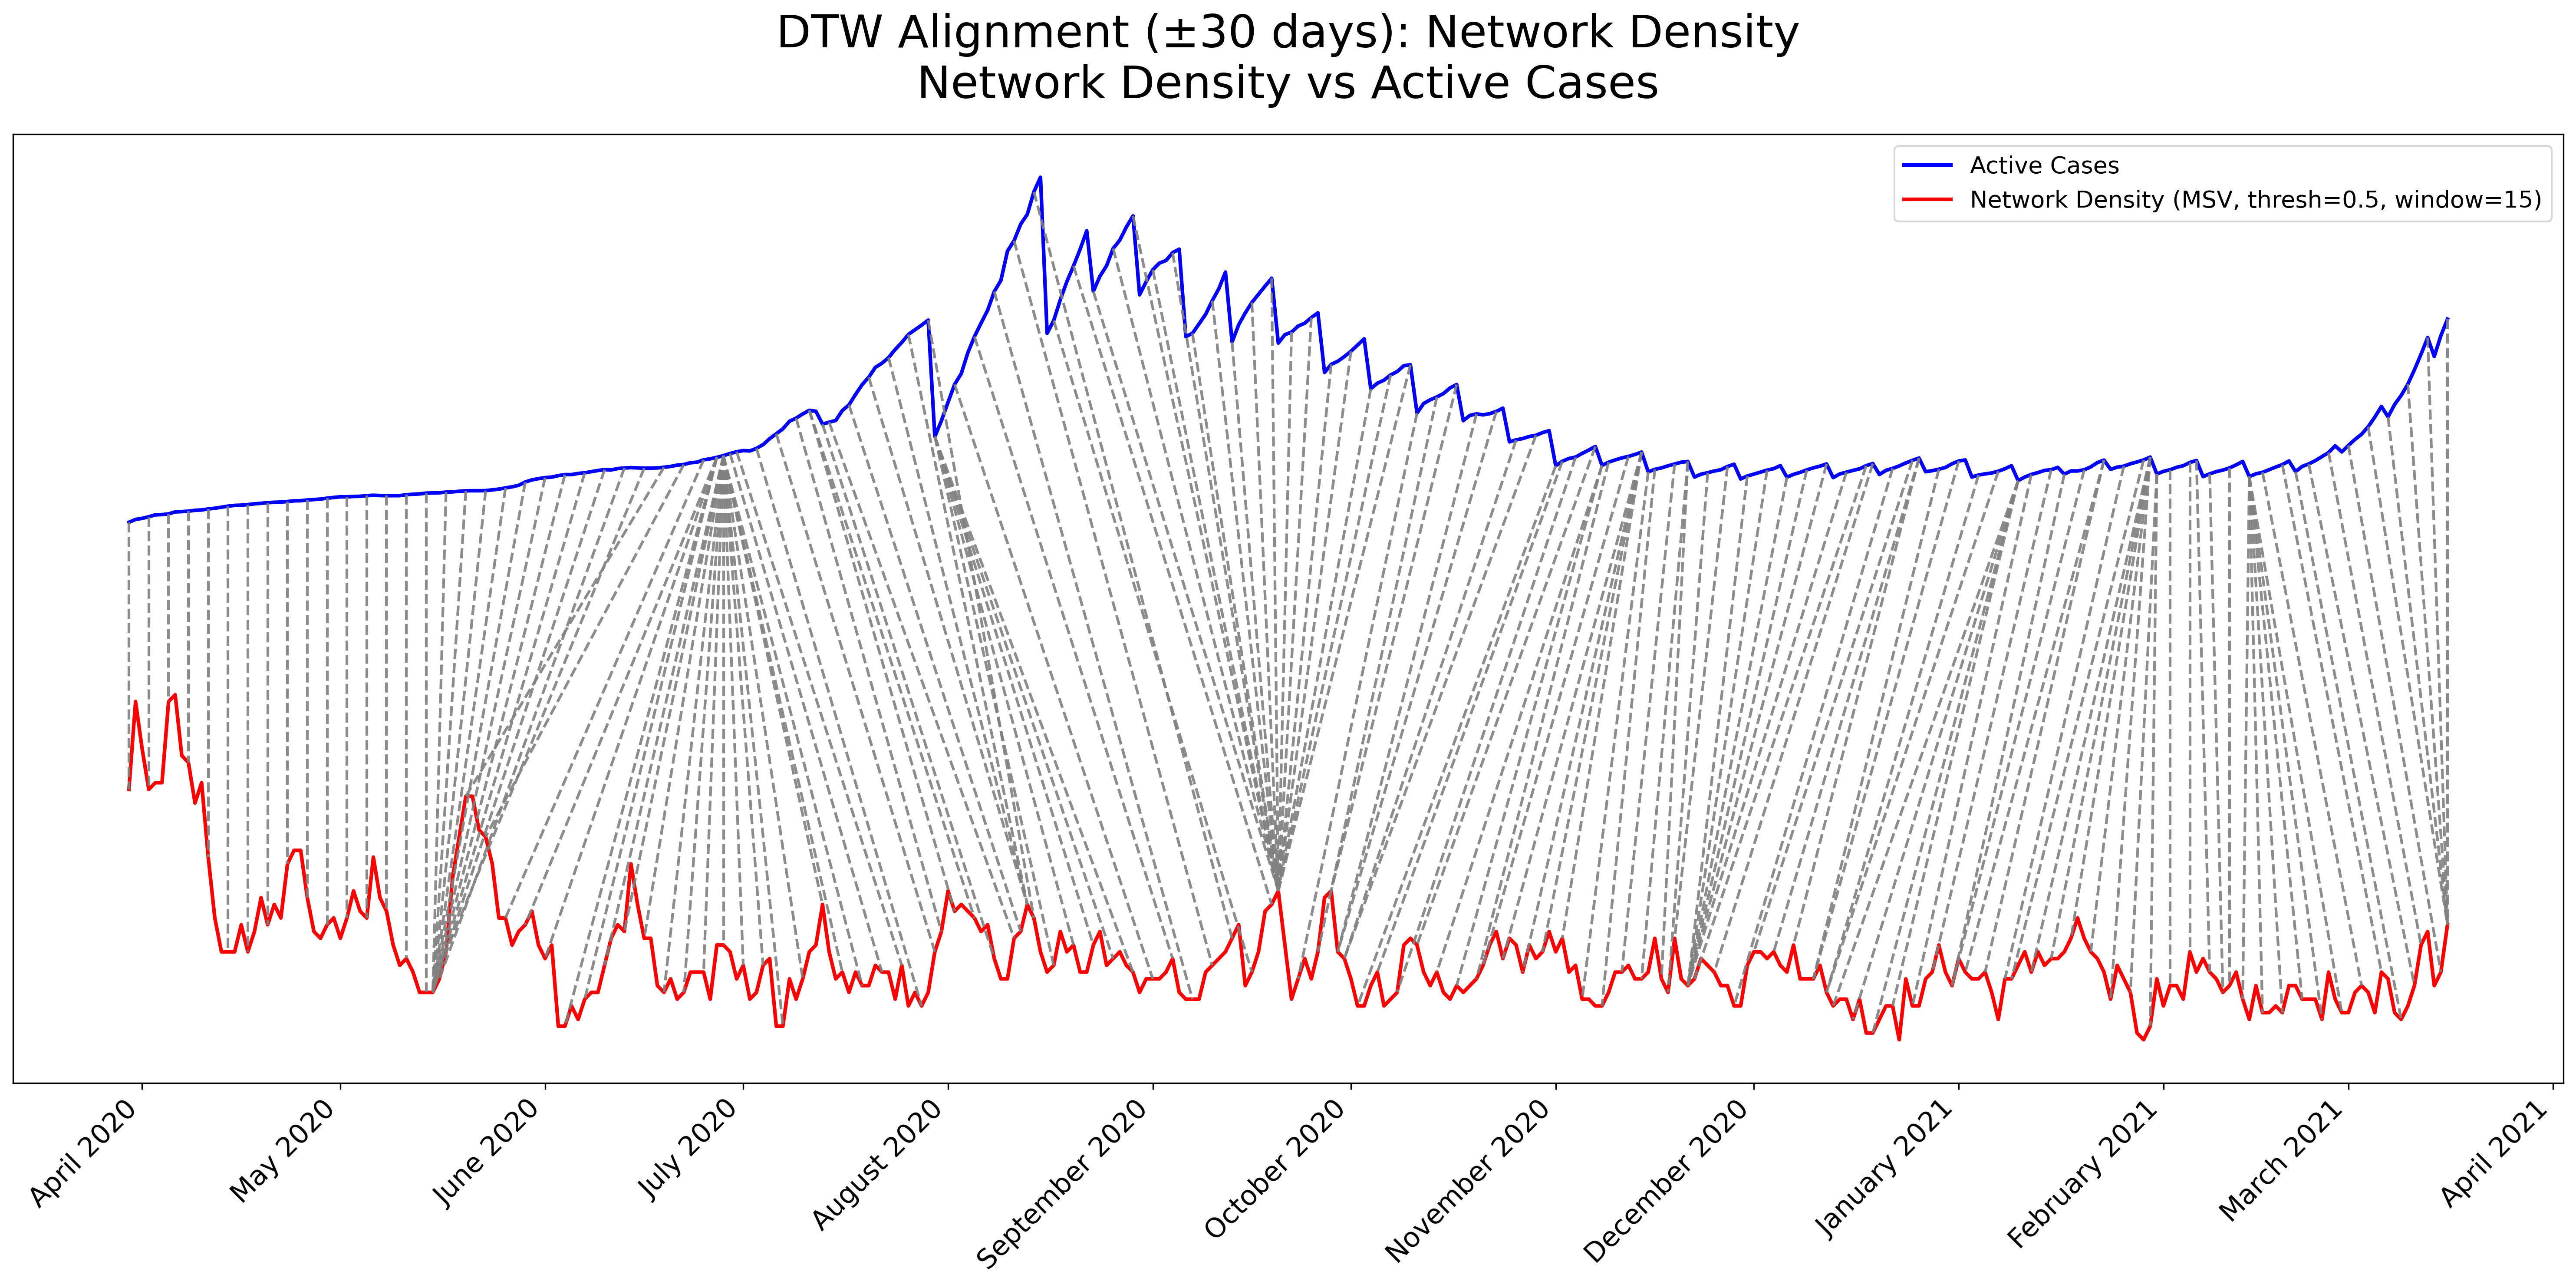 DTW Alignment (±30 days): Network Density
Network Density vs Active Cases
Active Cases
Network Density (MSV, thresh=0.5, window=15)
April 2020
May 2020
June 2020
July 2020
August 2020
September 2020
October 2020
November 2020
December 2020
January 2021
February 2021
March 2021
April 2021